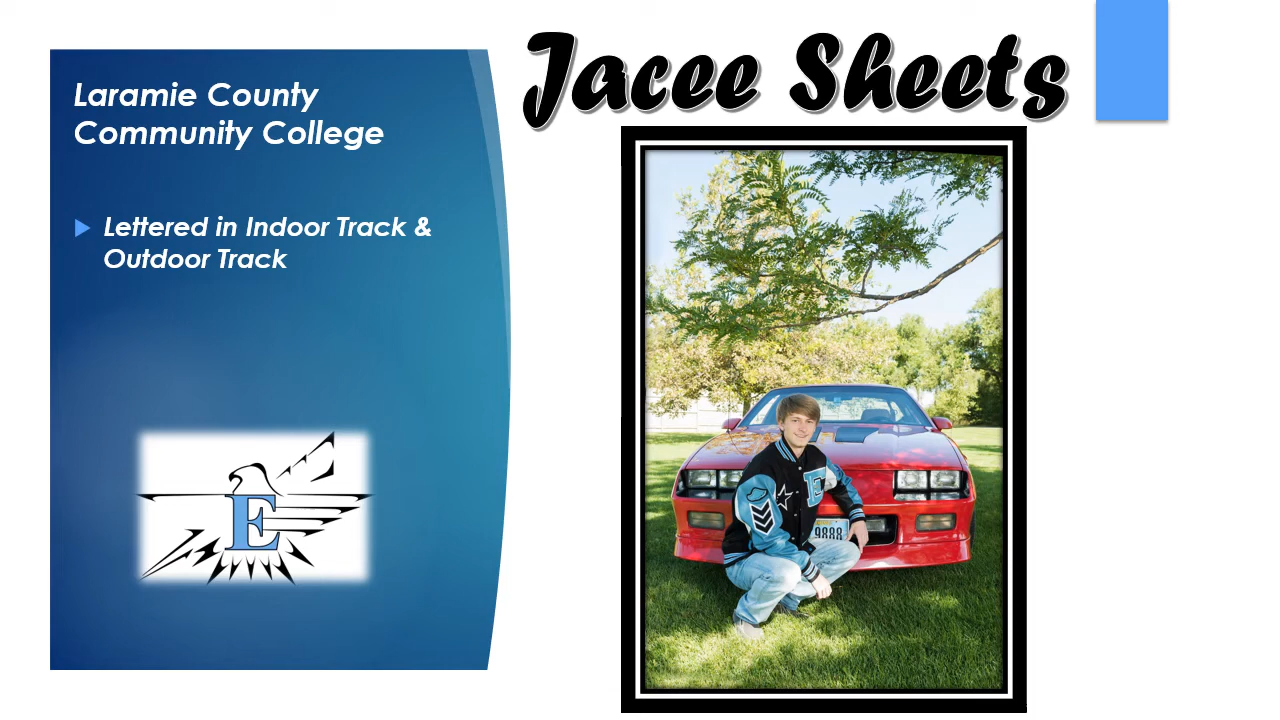 Jacee Sheets
Laramie County
Community College
Lettered in Indoor Track &
Outdoor Track
E
E
9888